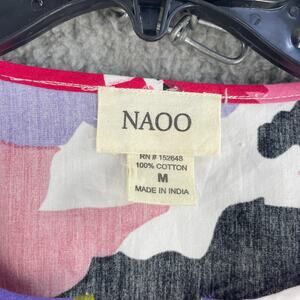 NAOO
RN # 152648
100% COTTON
M
MADE IN INDIA